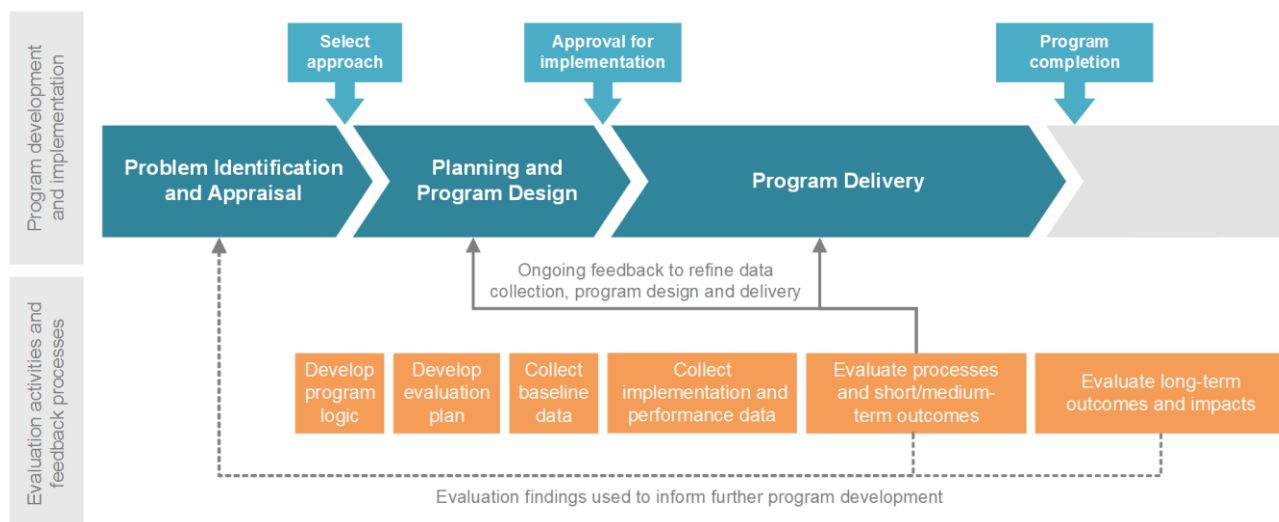 Program development
and implementation
Select
approach
Approval for
implementation
Program
completion
Problem Identification
and Appraisal
Planning and
Program Design
Program Delivery
Ongoing feedback to refine data
collection, program design and delivery
Evaluation activities and
feedback processes
Develop
program
logic
Develop
evaluation
plan
Collect
baseline
data
Collect
implementation and
performance data
Evaluate processes
and short/medium-
term outcomes
Evaluate long-term
outcomes and impacts
Evaluation findings used to inform further program development